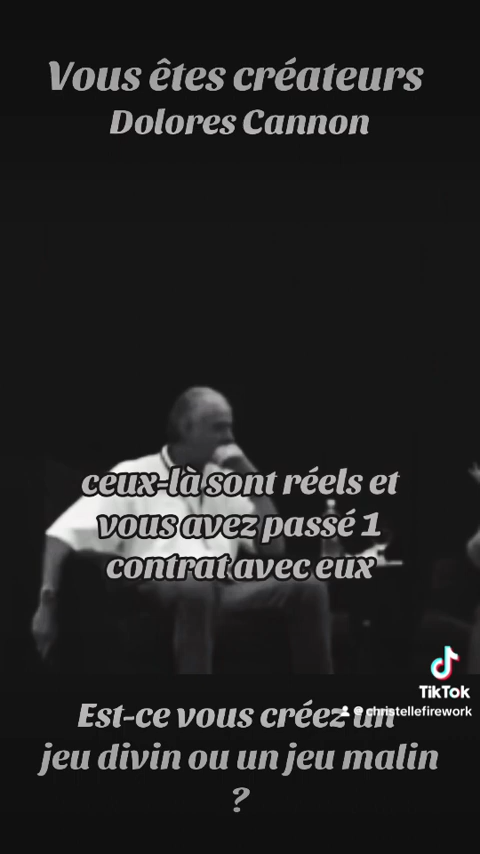 Vous êtes créateurs
Dolores Cannon
ceux-là sont réels et
vous avez passé 1
contrat avec eux
TikTok
@christellefirework
Est-ce vous créez un
jeu divin ou un jeu malin
?